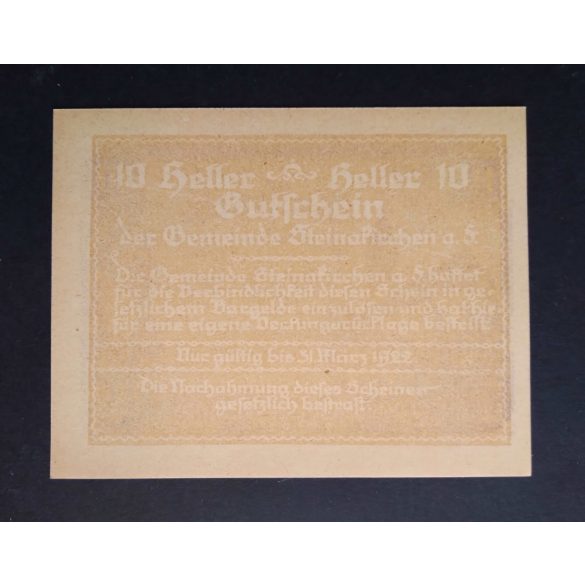 10 Heller Heller 10
Gutschein
der Gemeinde Steinakirchen a. F.
Die Gemeinde Steinakirchen a. F. haftet
für die Verbindlichkeit diesen Schein in ge-
setzlichem Bargelde einzulösen und hat hie-
für eine eigene Deckungsrücklage bestellt.
Nur gültig bis 31. März 1922
Die Nachahmung dieses Scheines
gesetzlich bestraft.